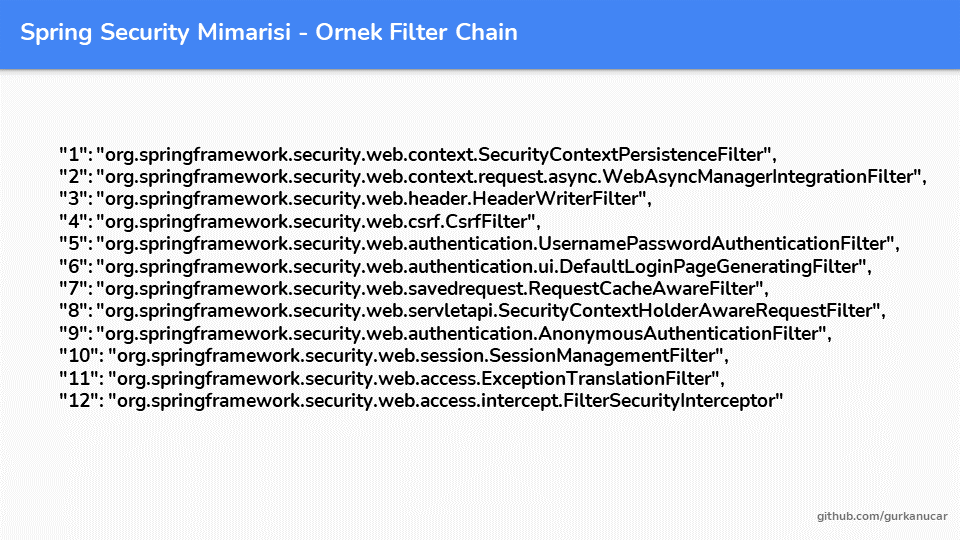 Spring Security Mimarisi - Ornek Filter Chain
"1": "org.springframework.security.web.context.SecurityContextPersistenceFilter",
"2": "org.springframework.security.web.context.request.async.WebAsyncManagerIntegrationFilter",
"3": "org.springframework.security.web.header.HeaderWriterFilter",
"4": "org.springframework.security.web.csrf.CsrfFilter",
"5": "org.springframework.security.web.authentication.UsernamePasswordAuthenticationFilter",
"6": "org.springframework.security.web.authentication.ui.DefaultLoginPageGeneratingFilter",
"7": "org.springframework.security.web.savedrequest.RequestCacheAwareFilter",
"8": "org.springframework.security.web.servletapi.SecurityContextHolderAwareRequestFilter",
"9": "org.springframework.security.web.authentication.AnonymousAuthenticationFilter",
"10": "org.springframework.security.web.session.SessionManagementFilter",
"11": "org.springframework.security.web.access.ExceptionTranslationFilter",
"12": "org.springframework.security.web.access.intercept.FilterSecurityInterceptor"
github.com/gurkanucar